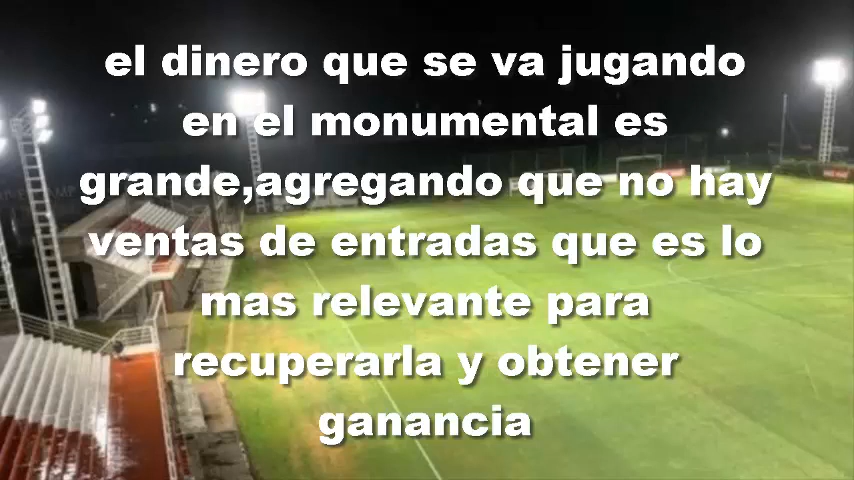 el dinero que se va jugando
en el monumental es
grande,agregando que no hay
ventas de entradas que es lo
mas relevante para
recuperarla y obtener
ganancia